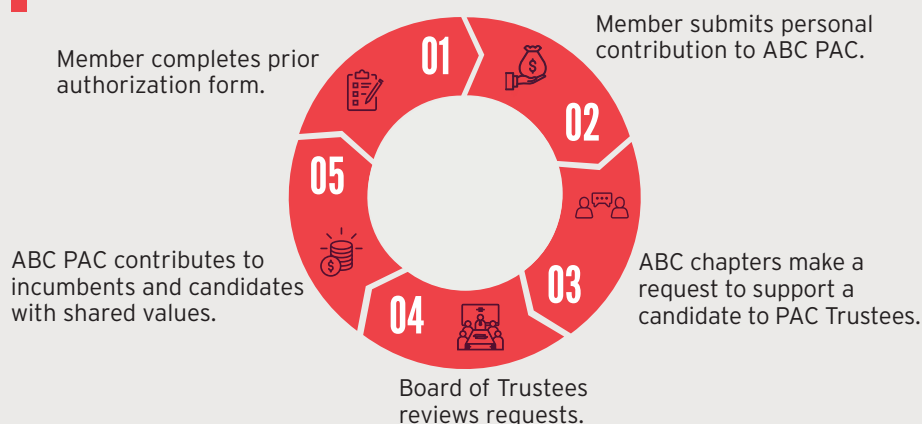 01
Member completes prior
authorization form.
02
Member submits personal
contribution to ABC PAC.
03
ABC chapters make a
request to support a
candidate to PAC Trustees.
04
Board of Trustees
reviews requests.
05
ABC PAC contributes to
incumbents and candidates
with shared values.